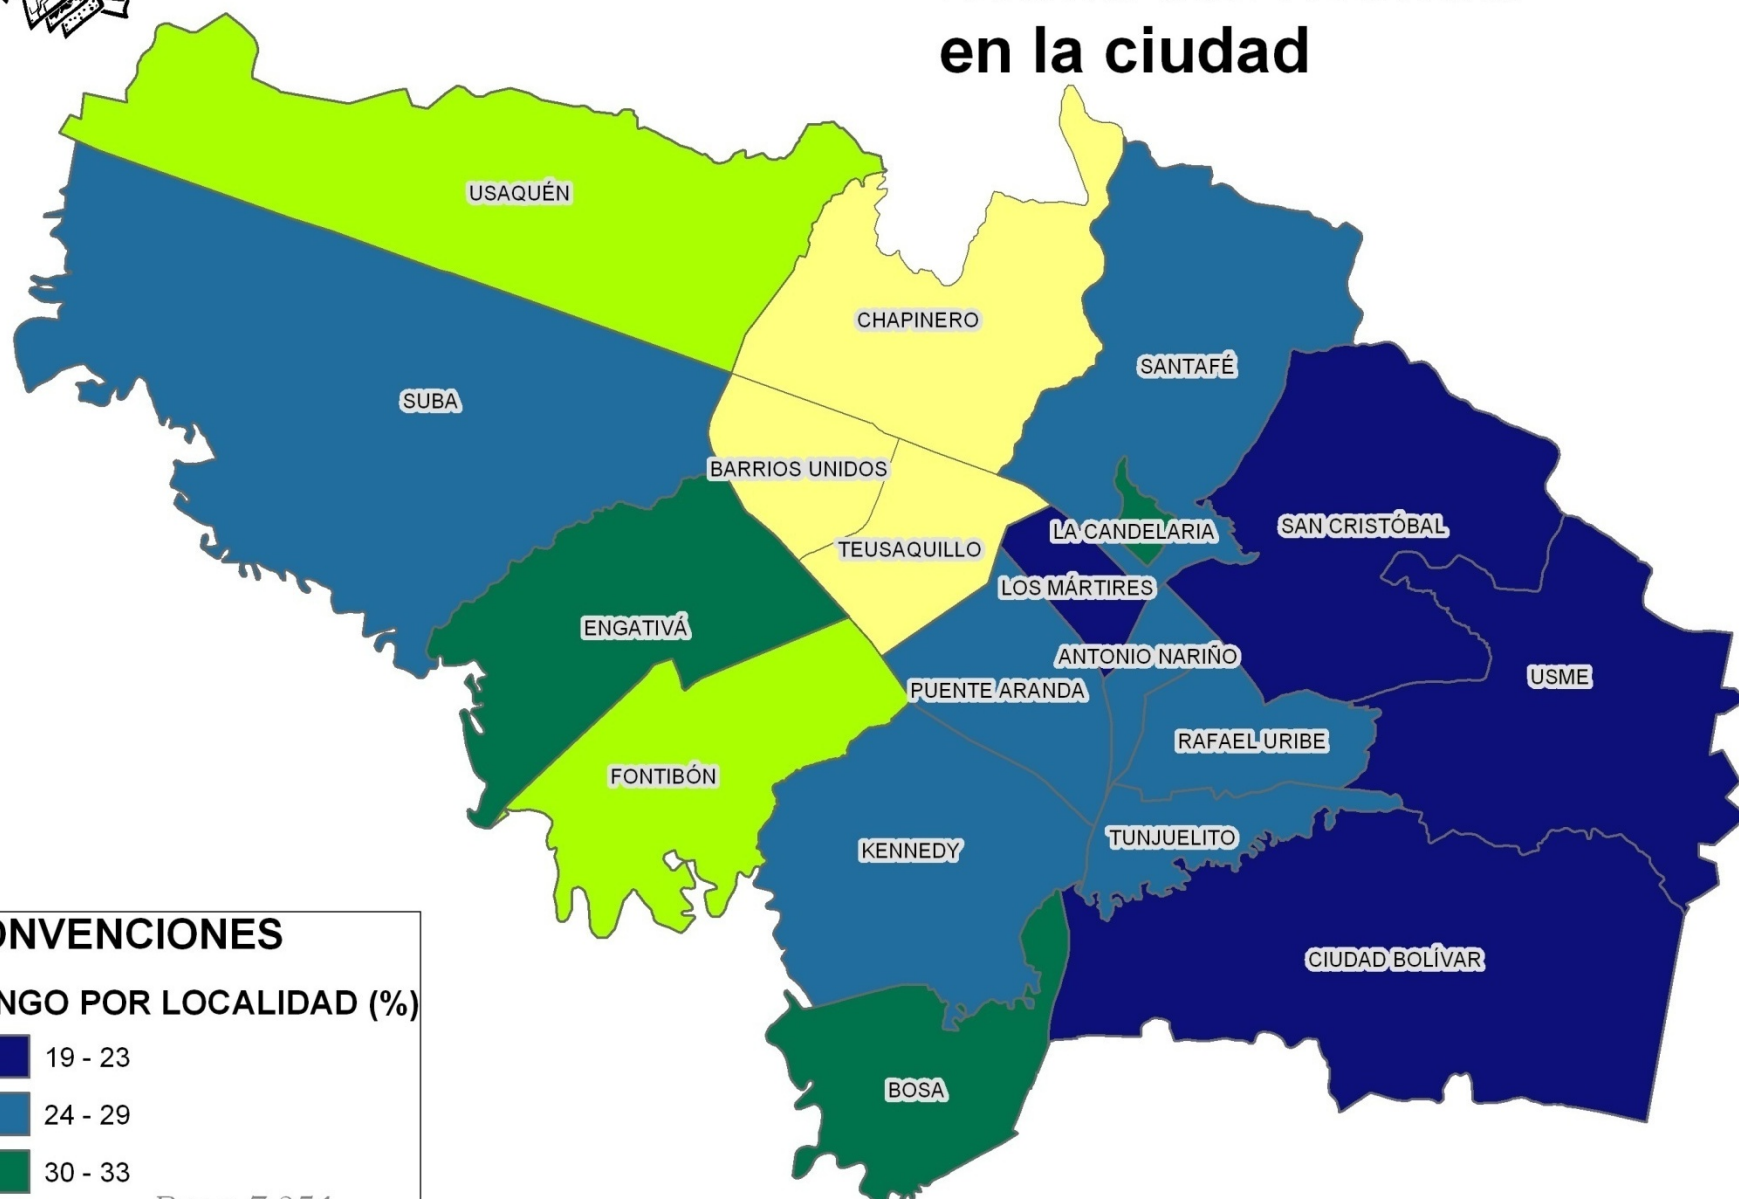 en la ciudad
USAQUÉN
CHAPINERO
SANTAFÉ
SUBA
BARRIOS UNIDOS
SAN CRISTÓBAL
LA CANDELARIA
TEUSAQUILLO
LOS MÁRTIRES
ENGATIVÁ
ANTONIO NARIÑO
USME
PUENTE ARANDA
RAFAEL URIBE
FONTIBÓN
TUNJUELITO
KENNEDY
CIUDAD BOLÍVAR
BOSA
ONVENCIONES
NGO POR LOCALIDAD (%)
19 - 23
24 - 29
30 - 33